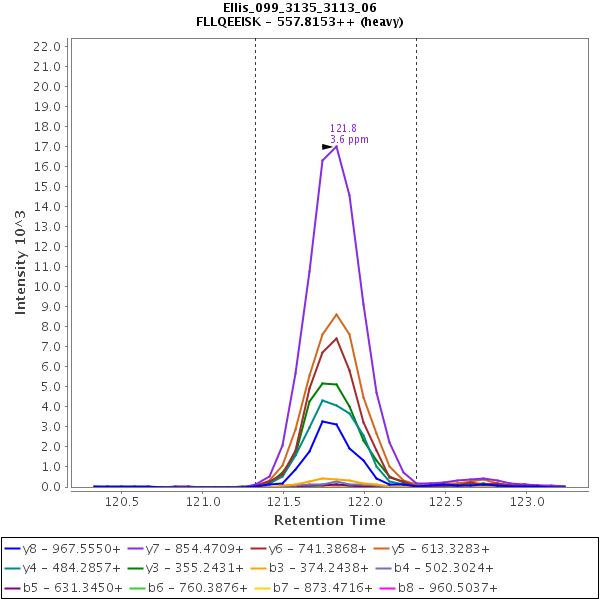 Ellis_099_3135_3113_06
FLLQEEISK - 557.8153++ (heavy)
22.0
21.0
20.0
19.0
18.0
17.0
16.0
15.0
14.0
13.0
12.0
11.0
10.0
9.0
8.0
7.0
6.0
5.0
4.0
3.0
2.0
1.0
0.0
Intensity 10^3
121.8
3.6 ppm
120.5 121.0 121.5 122.0 122.5 123.0
Retention Time
y8 - 967.5550+ y7 - 854.4709+ y6 - 741.3868+ y5 - 613.3283+
y4 - 484.2857+ y3 - 355.2431+ b3 - 374.2438+ b4 - 502.3024+
b5 - 631.3450+ b6 - 760.3876+ b7 - 873.4716+ b8 - 960.5037+